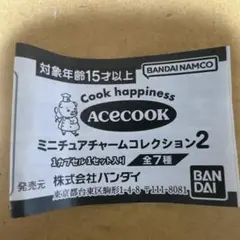 対象年齢15才以上
BANDAI NAMCO
Cook happiness
ACECOOK
ミニチュアチャームコレクション2
1カプセル1セット入り 全7種
発売元 株式会社バンダイ
東京都台東区駒形1-4-8 〒111-8081
BAN
DAI